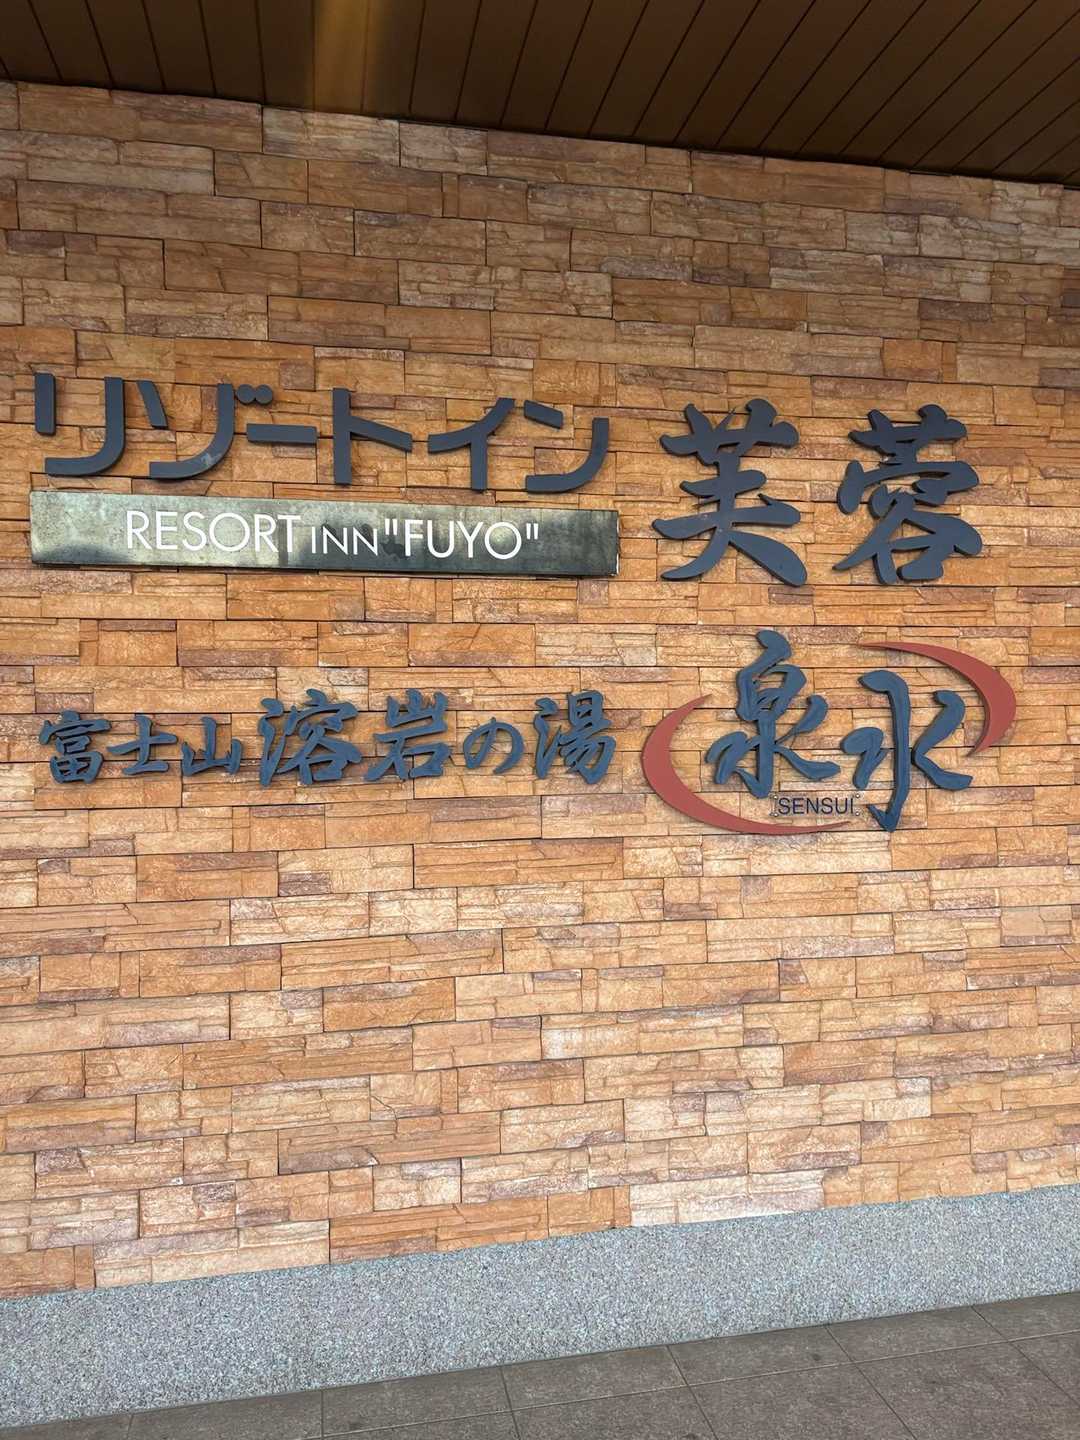 リゾートイン 芙蓉
RESORT INN "FUYO"
富士山溶岩の湯 泉水
SENSUI